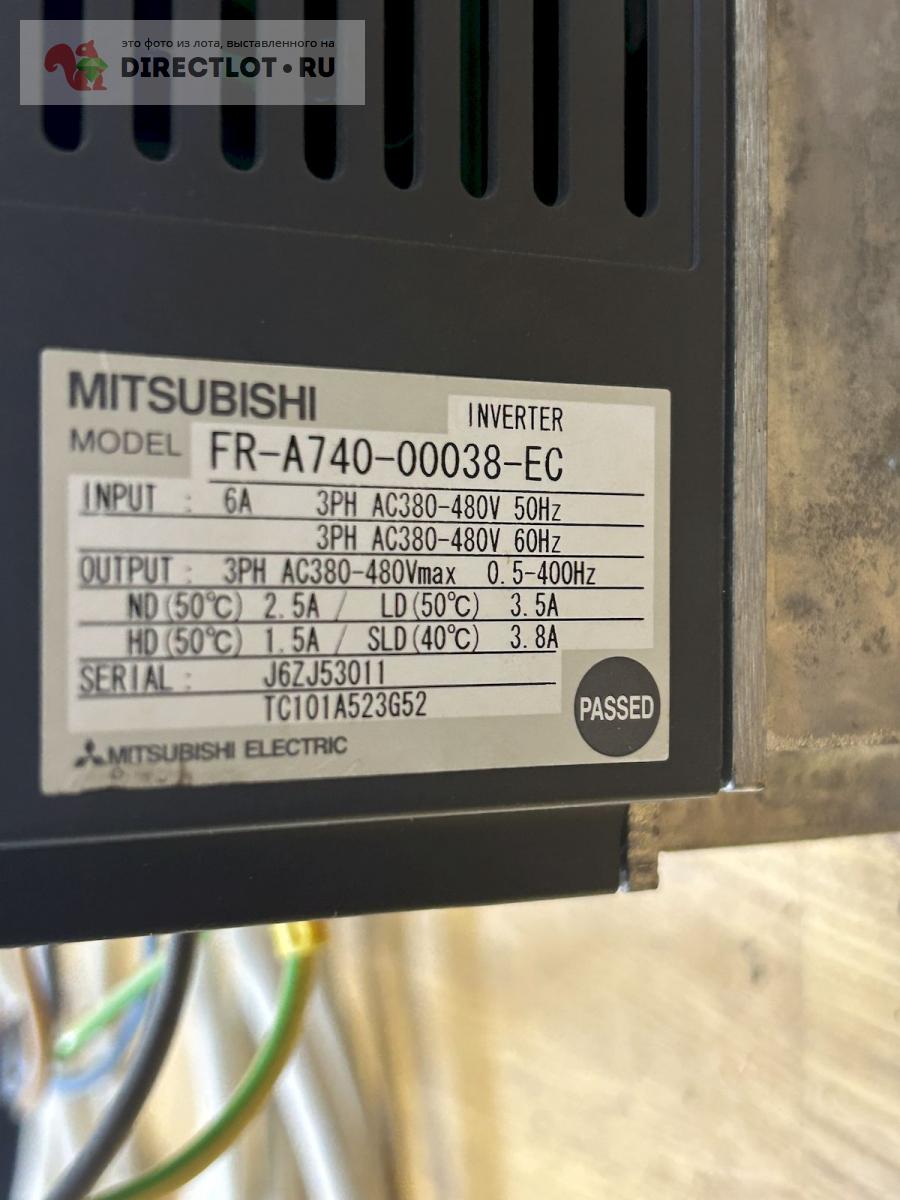 это фото из лота, выставленного на
DIRECTLOT•RU
MITSUBISHI
INVERTER
MODEL FR-A740-00038-EC
INPUT : 6A 3PH AC380-480V 50Hz
3PH AC380-480V 60Hz
OUTPUT : 3PH AC380-480Vmax 0.5-400Hz
ND(50℃) 2.5A / LD(50℃) 3.5A
HD(50℃) 1.5A / SLD(40℃) 3.8A
SERIAL : J6ZJ53011
TC101A523G52
PASSED
MITSUBISHI ELECTRIC